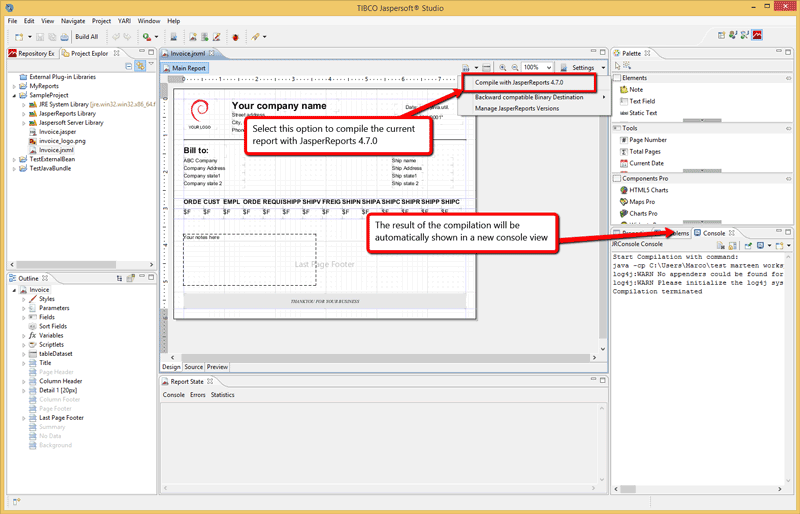 TIBCO Jaspersoft® Studio
File Edit View Navigate Project YARI Window Help
Build All
Repository Ex
Project Explor
External Plug-in Libraries
MyReports
SampleProject
JRE System Library [jre.win32.win32.x86_64.f
JasperReports Library
Jaspersoft Server Library
Invoice.jasper
invoice_logo.png
Invoice.jrxml
TestExternalBean
TestJavaBundle
Outline
Invoice
Styles
Parameters
Fields
Sort Fields
Variables
Scriptlets
tableDataset
Title
Page Header
Column Header
Detail 1 [20px]
Column Footer
Page Footer
Last Page Footer
Summary
No Data
Background
Invoice.jrxml
Main Report
100%
Settings
Compile with JasperReports 4.7.0
Backward compatible Binary Destination
Manage JasperReports Versions
YOUR LOGO
Your company name
Street address
Select this option to compile the current
report with JasperReports 4.7.0
Bill to:
ABC Company
Company Address
Company state1
Company state 2
Ship name
Ship address
Ship state1
Ship state 2
ORDE CUST EMPL ORDE REQUI SHIPP SHIPV FREIG SHIPN SHIPA SHIPC SHIPR SHIPP SHIPC
$F $F $F $F $F $F $F $F $F $F $F $F $F $F
Your notes here
Last Page Footer
THANK YOU FOR YOUR BUSINESS
The result of the compilation will be
automatically shown in a new console view
Design Source Preview
Report State
Console Errors Statistics
Palette
Elements
Note
Text Field
Static Text
Tools
Page Number
Total Pages
Current Date
Components Pro
HTML5 Charts
Maps Pro
Charts Pro
Console
JRConsole Console
Start Compilation with command:
java -cp C:\Users\Marco\test marteen works
log4j:WARN No appenders could be found for
log4j:WARN Please initialize the log4j sys
Compilation terminated